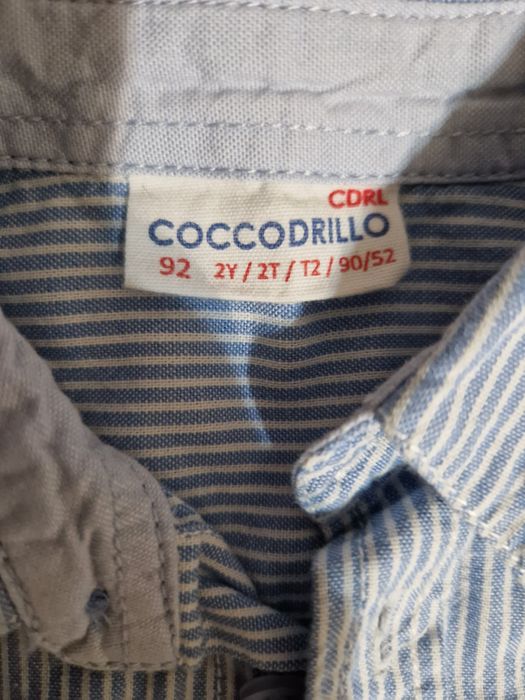 CDRL
COCCODRILLO
92 2Y / 2T / T2 / 90/52